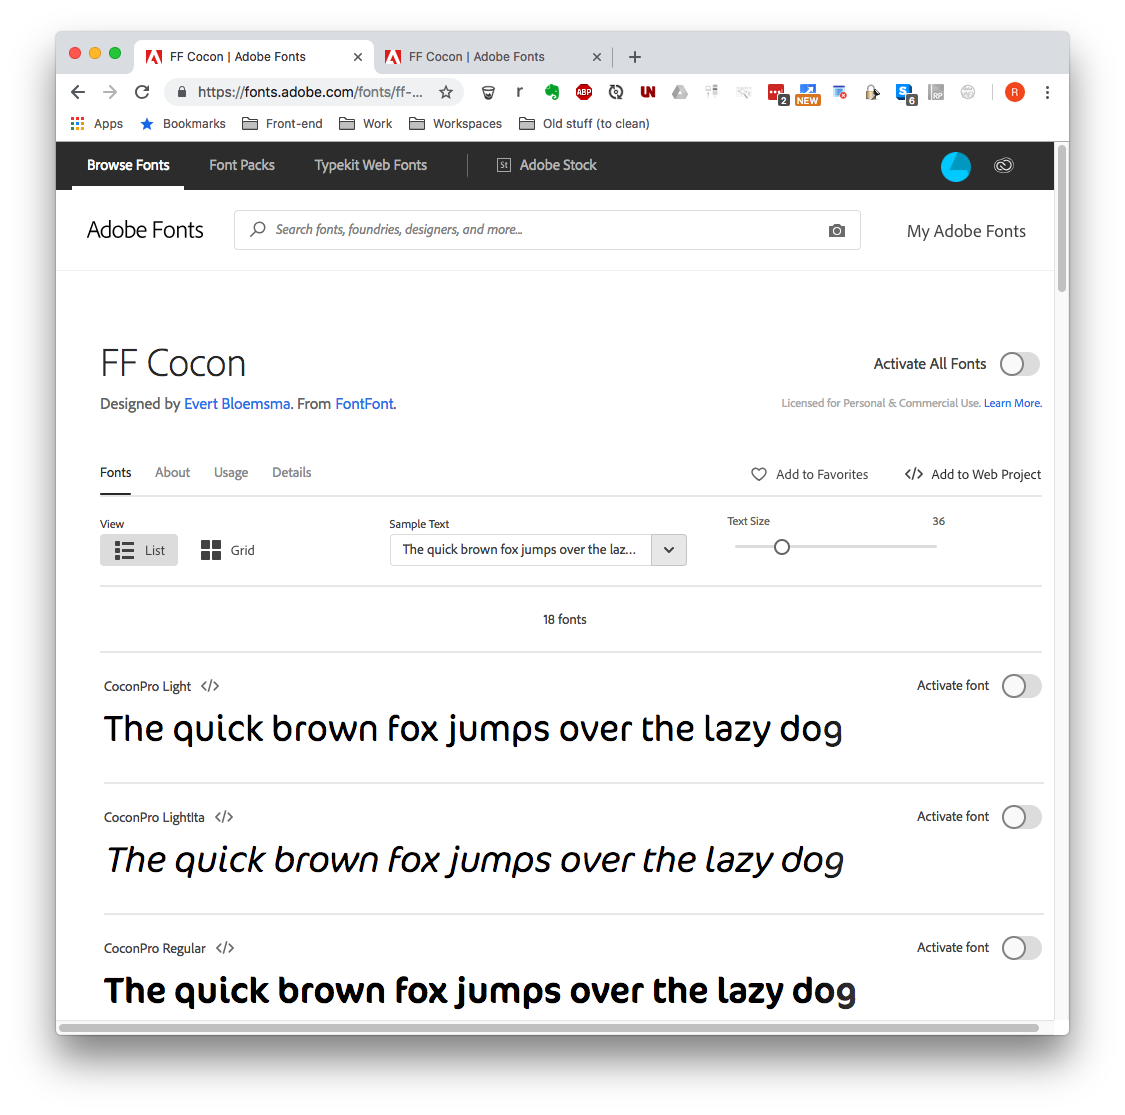 FF Cocon | Adobe Fonts
FF Cocon | Adobe Fonts
https://fonts.adobe.com/fonts/ff-...
r
ABP
UN
2
NEW
RP
S
6
R
Apps Bookmarks Front-end Work Workspaces Old stuff (to clean)
Browse Fonts Font Packs Typekit Web Fonts St Adobe Stock
Adobe Fonts Search fonts, foundries, designers, and more... My Adobe Fonts
FF Cocon Activate All Fonts
Designed by Evert Bloemsma. From FontFont. Licensed for Personal & Commercial Use. Learn More.
Fonts About Usage Details Add to Favorites </> Add to Web Project
View Sample Text Text Size 36
List Grid The quick brown fox jumps over the laz...
18 fonts
CoconPro Light </> Activate font
The quick brown fox jumps over the lazy dog
CoconPro LightIta </> Activate font
The quick brown fox jumps over the lazy dog
CoconPro Regular </> Activate font
The quick brown fox jumps over the lazy dog